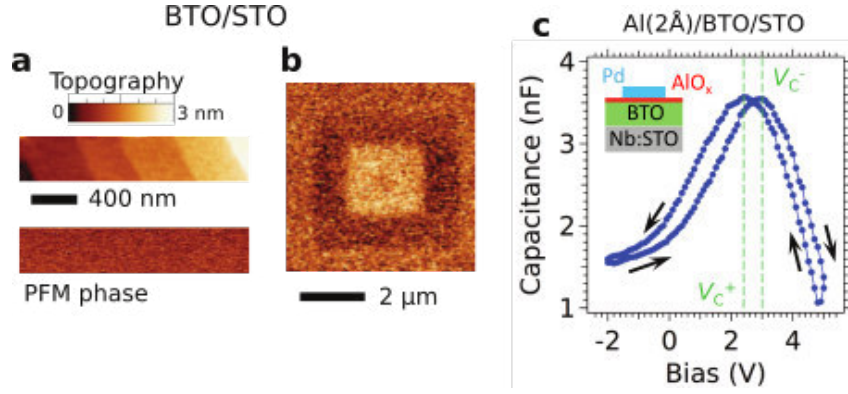 BTO/STO
a
Topography
0
3 nm
400 nm
PFM phase
b
2 μm
c
Al(2Å)/BTO/STO
Capacitance (nF)
4
3
2
1
Pd
AlOx
BTO
Nb:STO
VC-
VC+
-2
0
2
4
Bias (V)